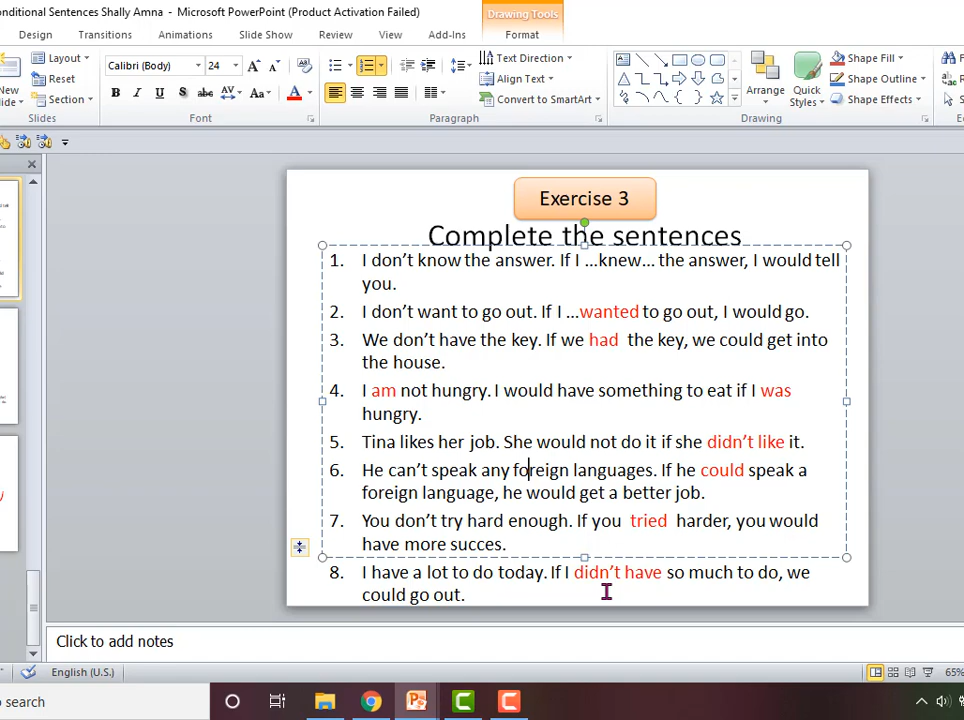 onditional Sentences Shally Amna - Microsoft PowerPoint (Product Activation Failed)
Drawing Tools
Design Transitions Animations Slide Show Review View Add-Ins Format
New
Slide
Layout
Reset
Section
Slides
Calibri (Body) 24
B I U S abc AV Aa A
Font
Text Direction
Align Text
Convert to SmartArt
Paragraph
Arrange
Quick
Styles
Shape Fill
Shape Outline
Shape Effects
Drawing
Exercise 3
Complete the sentences
1. I don’t know the answer. If I ...knew... the answer, I would tell
you.
2. I don’t want to go out. If I ...wanted to go out, I would go.
3. We don’t have the key. If we had the key, we could get into
the house.
4. I am not hungry. I would have something to eat if I was
hungry.
5. Tina likes her job. She would not do it if she didn’t like it.
6. He can’t speak any foreign languages. If he could speak a
foreign language, he would get a better job.
7. You don’t try hard enough. If you tried harder, you would
have more succes.
8. I have a lot to do today. If I didn’t have so much to do, we
could go out.
Click to add notes
English (U.S.) 65%
o search